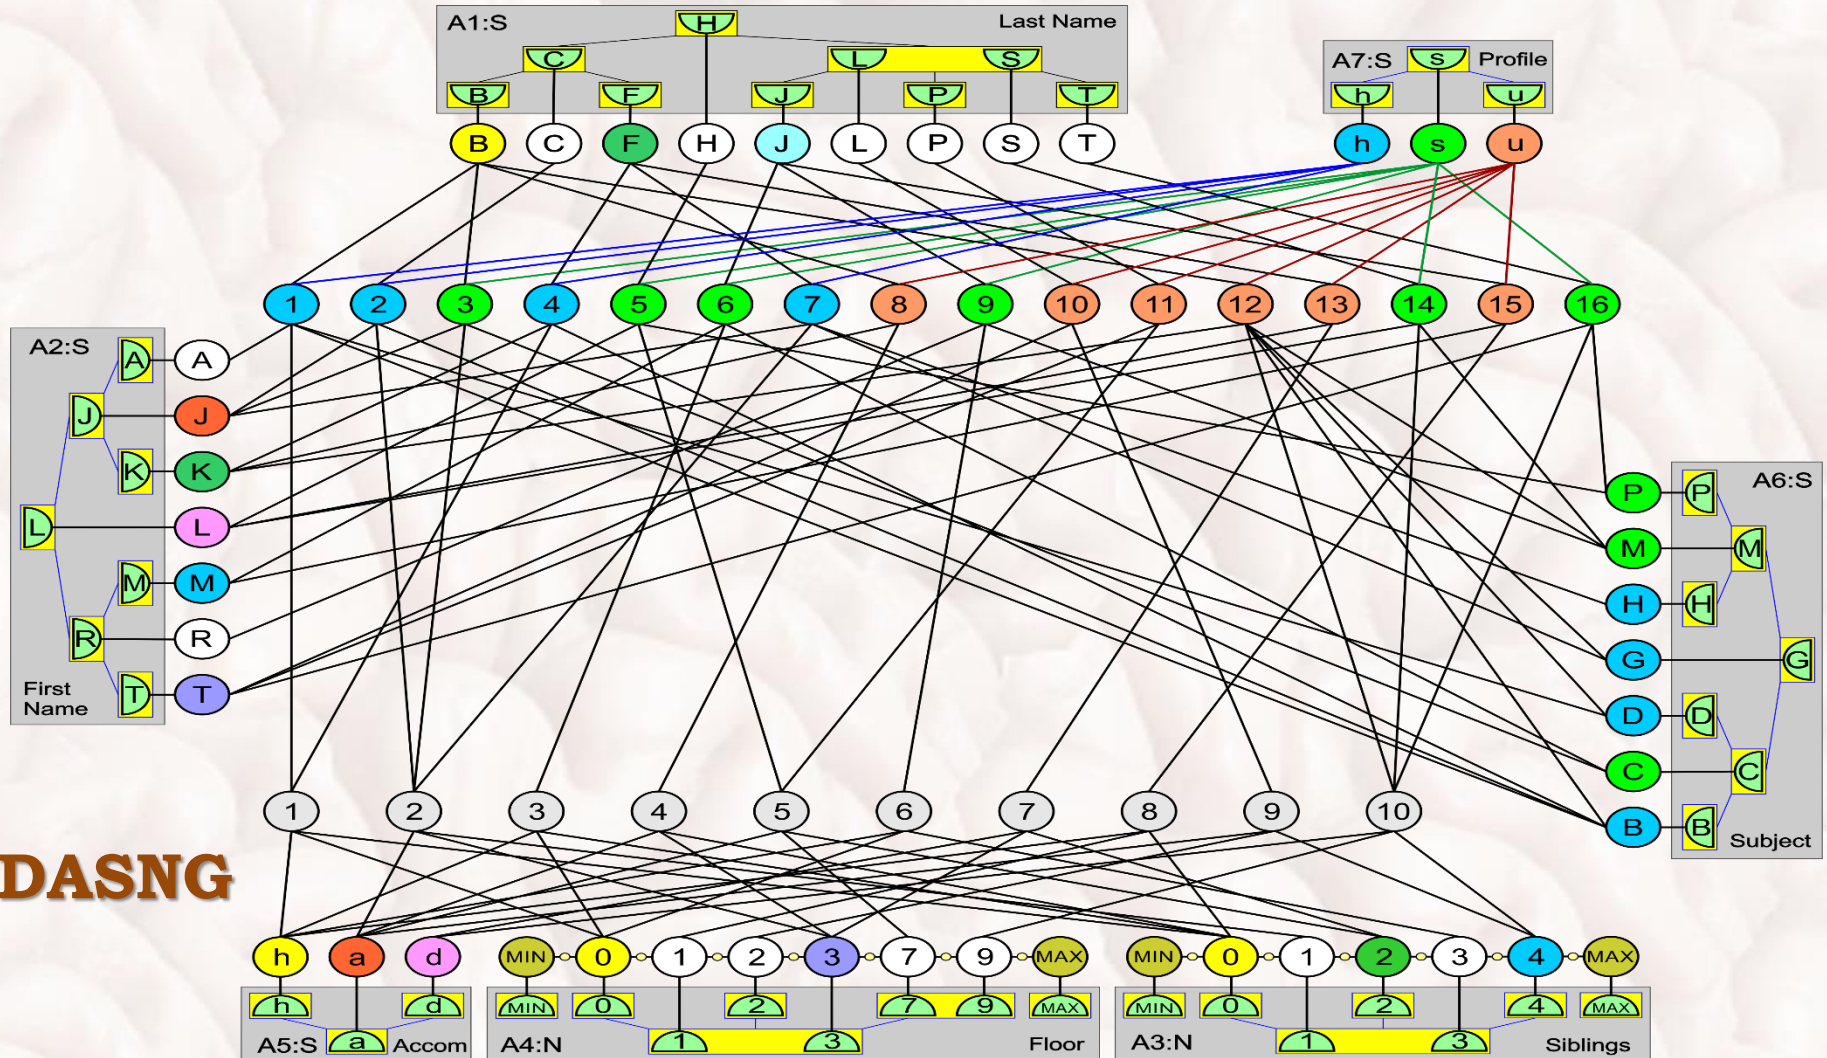 A1:S H Last Name
C L S
B F J P T
B C F H J L P S T
A7:S s Profile
h u
h s u
1 2 3 4 5 6 7 8 9 10 11 12 13 14 15 16
A2:S
A A
J J
K K
L L
M M
R R
T T
First
Name
A6:S
P P
M M
H H
G G
D D
C C
B B
Subject
1 2 3 4 5 6 7 8 9 10
DASNG
h a d
h d
A5:S a Accom
MIN 0 1 2 3 7 9 MAX
MIN 0 2 7 9 MAX
A4:N 1 3 Floor
MIN 0 1 2 3 4 MAX
MIN 0 2 4 MAX
A3:N 1 3 Siblings